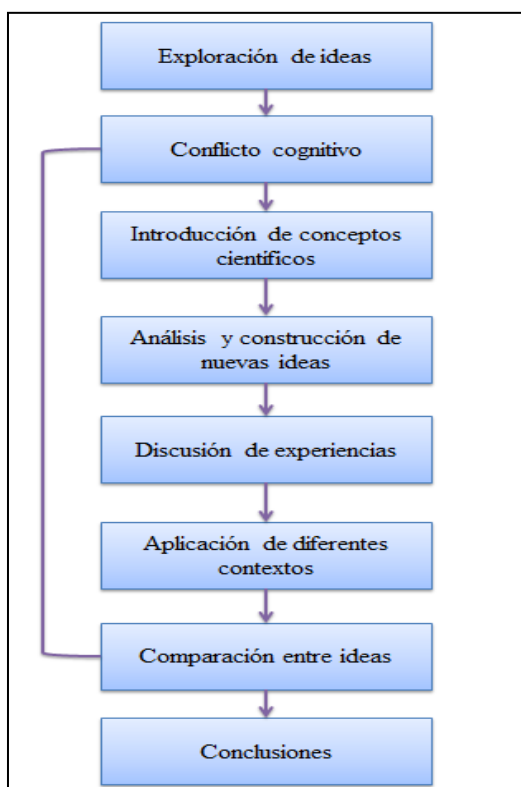 Exploración de ideas
Conflicto cognitivo
Introducción de conceptos
científicos
Análisis y construcción de
nuevas ideas
Discusión de experiencias
Aplicación de diferentes
contextos
Comparación entre ideas
Conclusiones